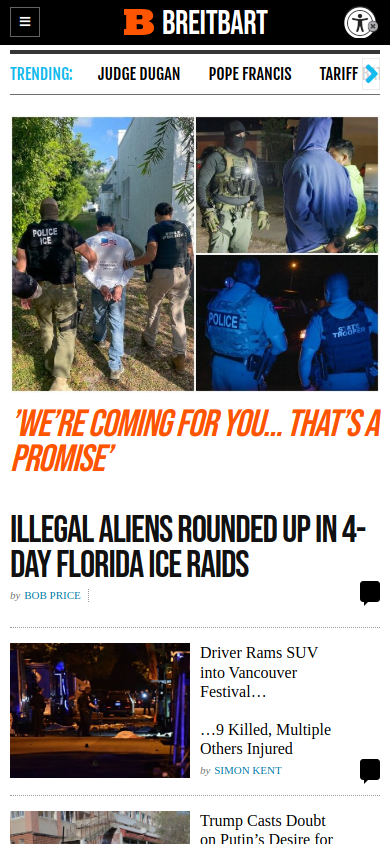 BREITBART
TRENDING:
JUDGE DUGAN
POPE FRANCIS
TARIFF
POLICE
ICE
POLICE
STATE
TROOPER
'WE'RE COMING FOR YOU… THAT'S A
PROMISE'
ILLEGAL ALIENS ROUNDED UP IN 4-
DAY FLORIDA ICE RAIDS
by BOB PRICE
Driver Rams SUV
into Vancouver
Festival…
…9 Killed, Multiple
Others Injured
by SIMON KENT
Trump Casts Doubt
on Putin's Desire for